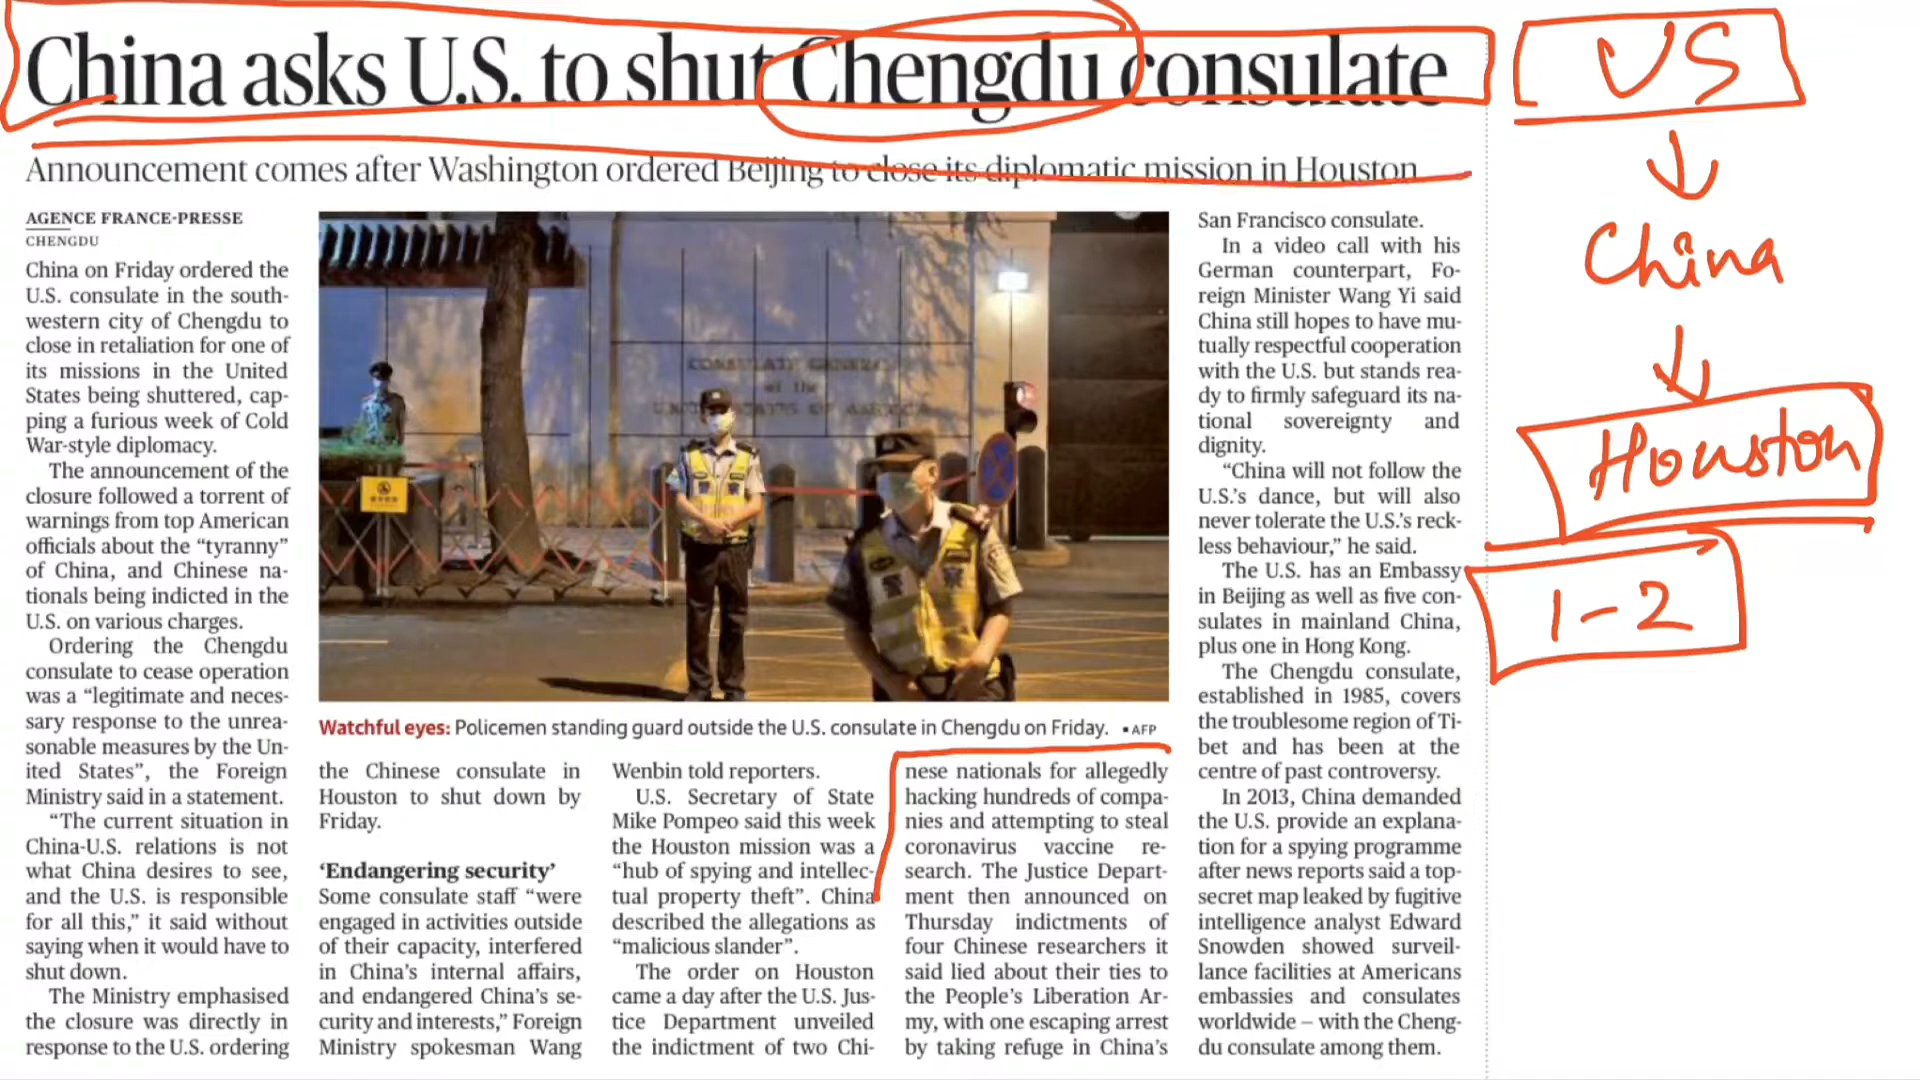 China asks U.S. to shut Chengdu consulate
Announcement comes after Washington ordered Beijing to close its diplomatic mission in Houston
AGENCE FRANCE-PRESSE
CHENGDU
China on Friday ordered the
U.S. consulate in the south-
western city of Chengdu to
close in retaliation for one of
its missions in the United
States being shuttered, cap-
ping a furious week of Cold
War-style diplomacy.
The announcement of the
closure followed a torrent of
warnings from top American
officials about the “tyranny”
of China, and Chinese na-
tionals being indicted in the
U.S. on various charges.
Ordering the Chengdu
consulate to cease operation
was a “legitimate and neces-
sary response to the unrea-
sonable measures by the Un-
ited States”, the Foreign
Ministry said in a statement.
“The current situation in
China-U.S. relations is not
what China desires to see,
and the U.S. is responsible
for all this,” it said without
saying when it would have to
shut down.
The Ministry emphasised
the closure was directly in
response to the U.S. ordering
CONSULATE GENERAL
of the
UNITED STATES OF AMERICA
Watchful eyes: Policemen standing guard outside the U.S. consulate in Chengdu on Friday. ▪ AFP
the Chinese consulate in
Houston to shut down by
Friday.
‘Endangering security’
Some consulate staff “were
engaged in activities outside
of their capacity, interfered
in China’s internal affairs,
and endangered China’s se-
curity and interests,” Foreign
Ministry spokesman Wang
Wenbin told reporters.
U.S. Secretary of State
Mike Pompeo said this week
the Houston mission was a
“hub of spying and intellec-
tual property theft”. China
described the allegations as
“malicious slander”.
The order on Houston
came a day after the U.S. Jus-
tice Department unveiled
the indictment of two Chi-
nese nationals for allegedly
hacking hundreds of compa-
nies and attempting to steal
coronavirus vaccine re-
search. The Justice Depart-
ment then announced on
Thursday indictments of
four Chinese researchers it
said lied about their ties to
the People’s Liberation Ar-
my, with one escaping arrest
by taking refuge in China’s
San Francisco consulate.
In a video call with his
German counterpart, Fo-
reign Minister Wang Yi said
China still hopes to have mu-
tually respectful cooperation
with the U.S. but stands rea-
dy to firmly safeguard its na-
tional sovereignty and
dignity.
“China will not follow the
U.S.’s dance, but will also
never tolerate the U.S.’s reck-
less behaviour,” he said.
The U.S. has an Embassy
in Beijing as well as five con-
sulates in mainland China,
plus one in Hong Kong.
The Chengdu consulate,
established in 1985, covers
the troublesome region of Ti-
bet and has been at the
centre of past controversy.
In 2013, China demanded
the U.S. provide an explana-
tion for a spying programme
after news reports said a top-
secret map leaked by fugitive
intelligence analyst Edward
Snowden showed surveil-
lance facilities at Americans
embassies and consulates
worldwide – with the Cheng-
du consulate among them.
US
China
Houston
1-2